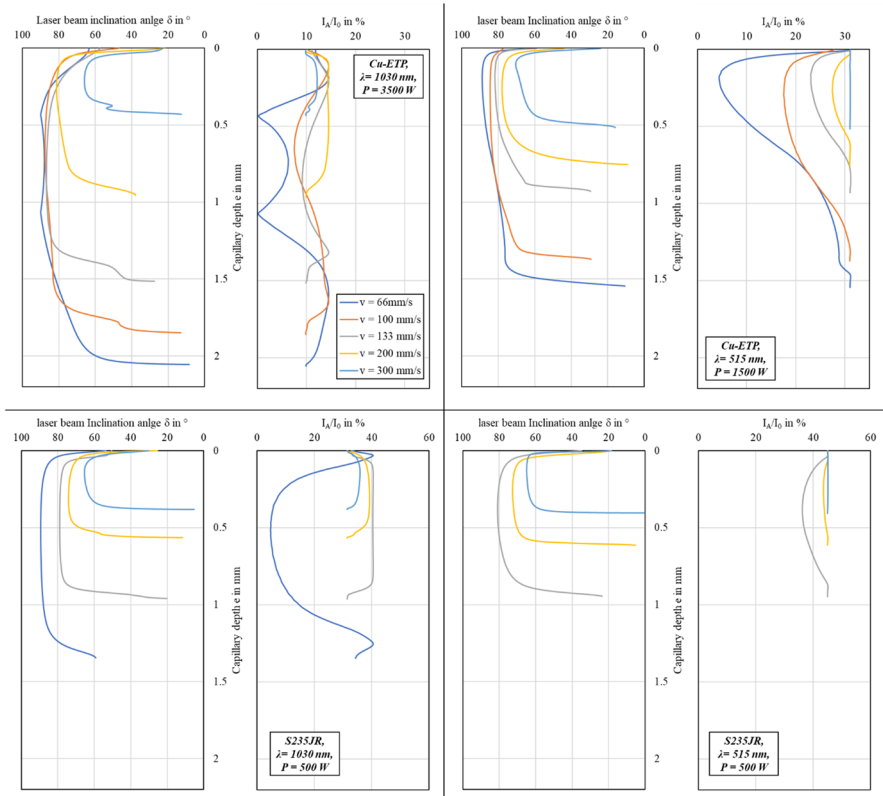 Laser beam Inclination anlge δ in °
100 80 60 40 20 0
I_A/I_0 in %
0 10 20 30
0
0.5
1
1.5
2
Capillary depth e in mm
Cu-ETP,
λ= 1030 nm,
P = 3500 W
v = 66mm/s
v = 100 mm/s
v = 133 mm/s
v = 200 mm/s
v = 300 mm/s
laser beam Inclination anlge δ in °
100 80 60 40 20 0
I_A/I_0 in %
0 10 20 30
0
0.5
1
1.5
2
Capillary depth e in mm
Cu-ETP,
λ= 515 nm,
P = 1500 W
laser beam Inclination anlge δ in °
100 80 60 40 20 0
I_A/I_0 in %
0 20 40 60
0
0.5
1
1.5
2
Capillary depth e in mm
S235JR,
λ= 1030 nm,
P = 500 W
laser beam Inclination anlge δ in °
100 80 60 40 20 0
I_A/I_0 in %
0 20 40 60
0
0.5
1
1.5
2
Capillary depth e in mm
S235JR,
λ= 515 nm,
P = 500 W